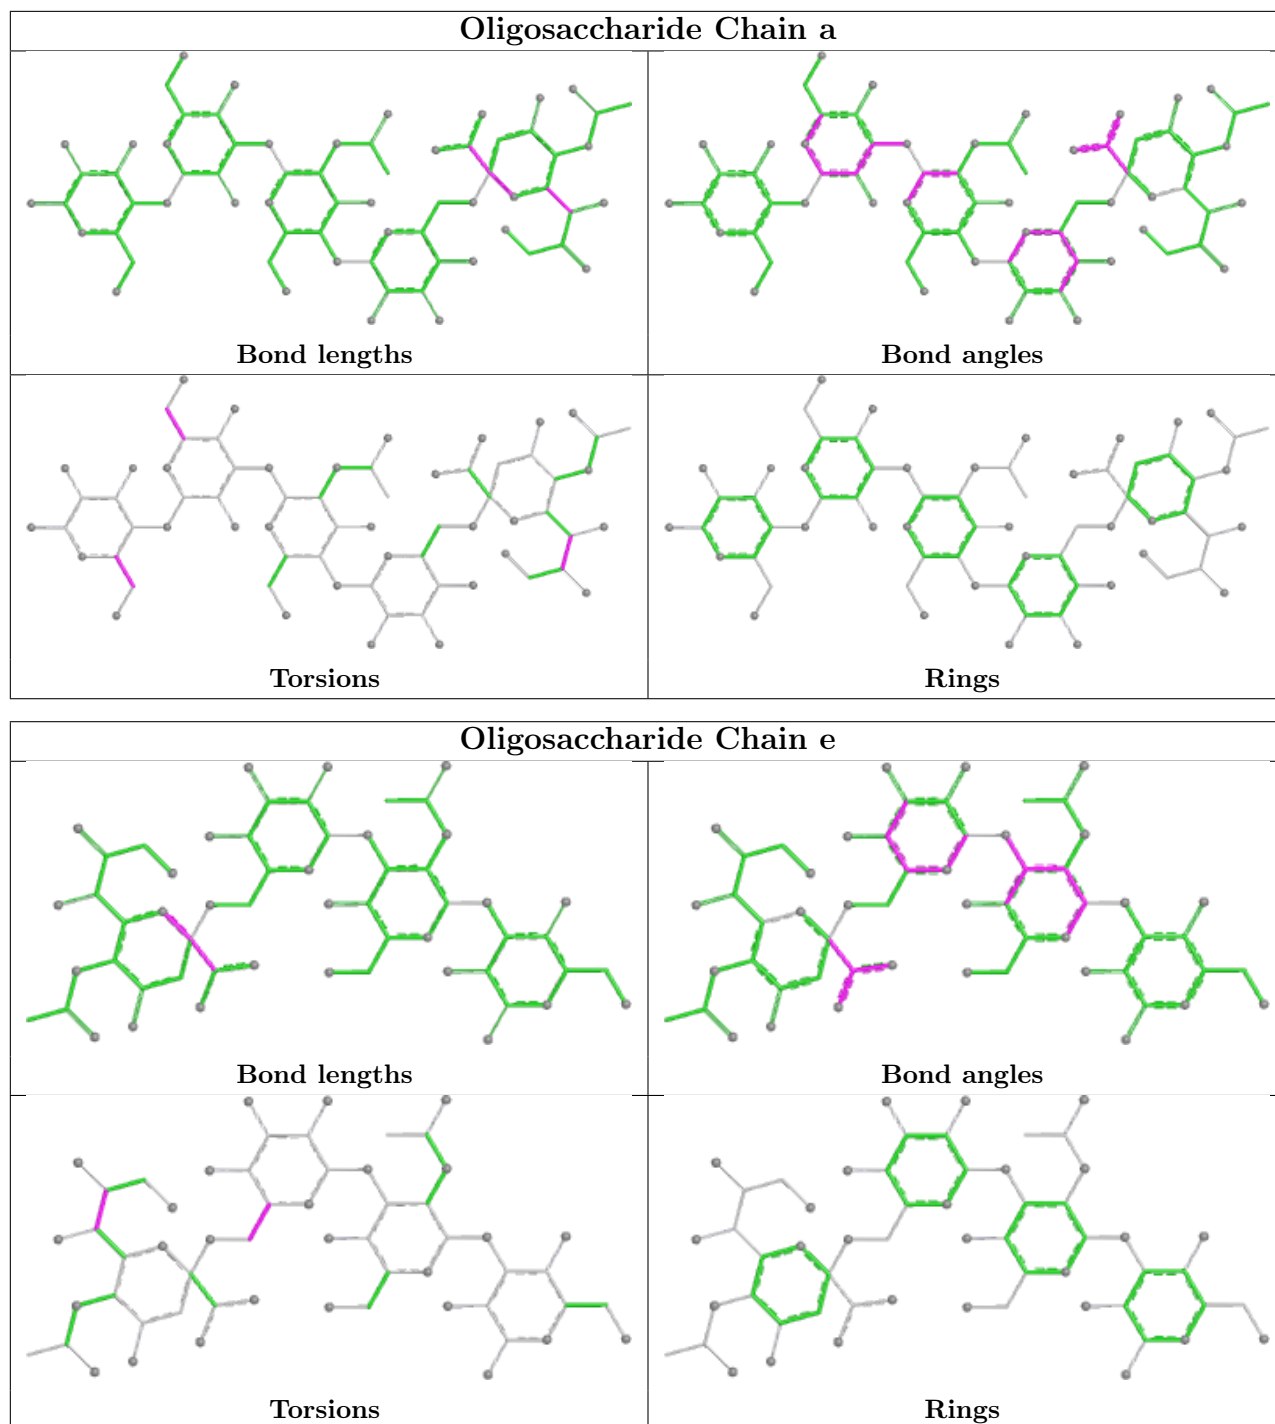 Oligosaccharide Chain a
Bond lengths
Bond angles
Torsions
Rings
Oligosaccharide Chain e
Bond lengths
Bond angles
Torsions
Rings